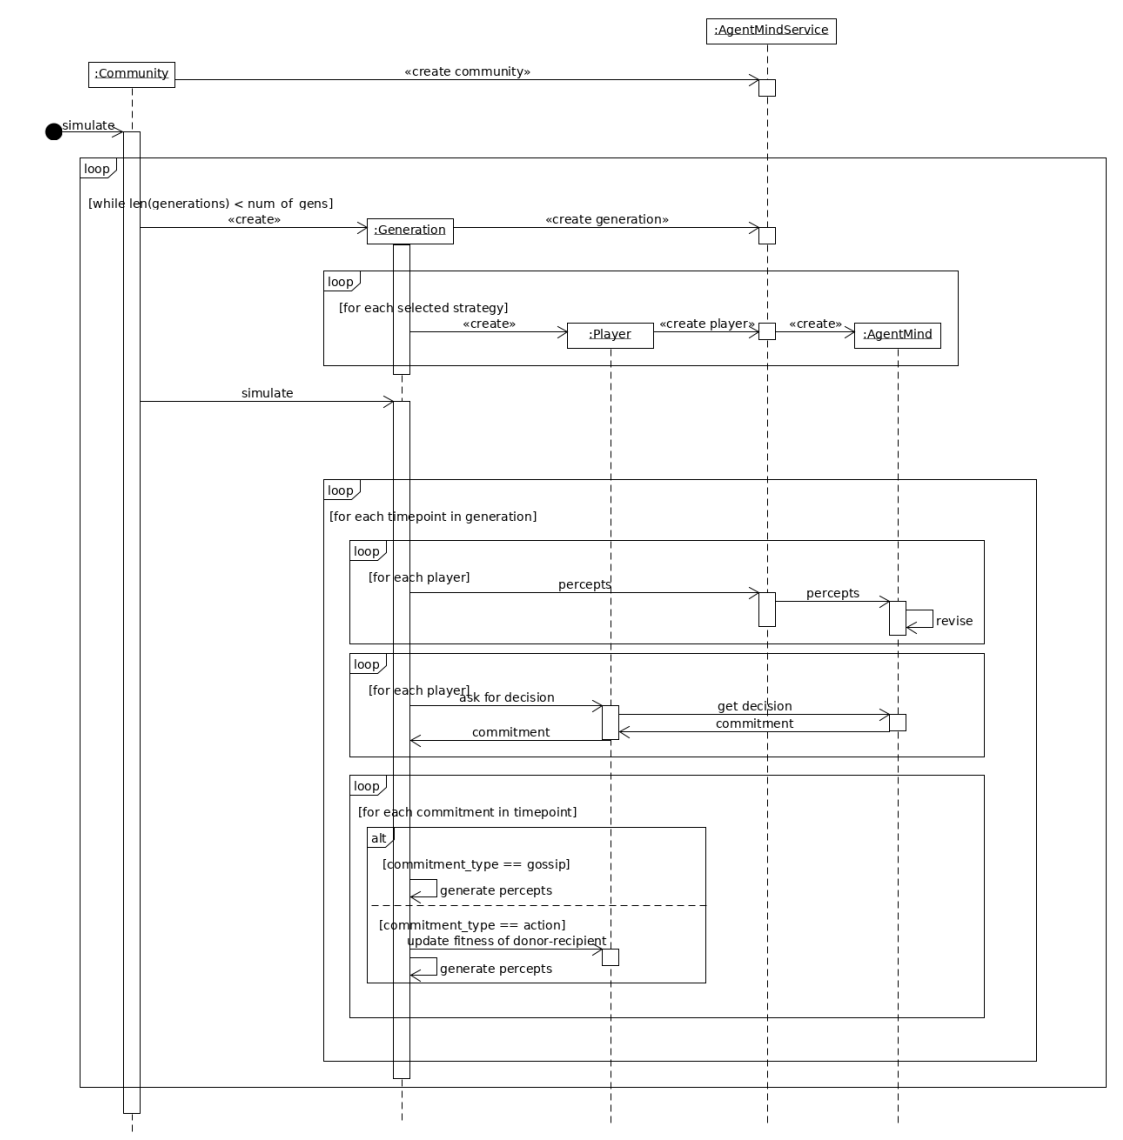 :AgentMindService
«create community»
:Community
simulate
loop
[while len(generations) < num_of_gens]
«create»
:Generation
«create generation»
loop
[for each selected strategy]
«create»
:Player
«create player»
«create»
:AgentMind
simulate
loop
[for each timepoint in generation]
loop
[for each player]
percepts
percepts
revise
loop
[for each player]
ask for decision
get decision
commitment
commitment
loop
[for each commitment in timepoint]
alt
[commitment_type == gossip]
generate percepts
[commitment_type == action]
update fitness of donor-recipient
generate percepts